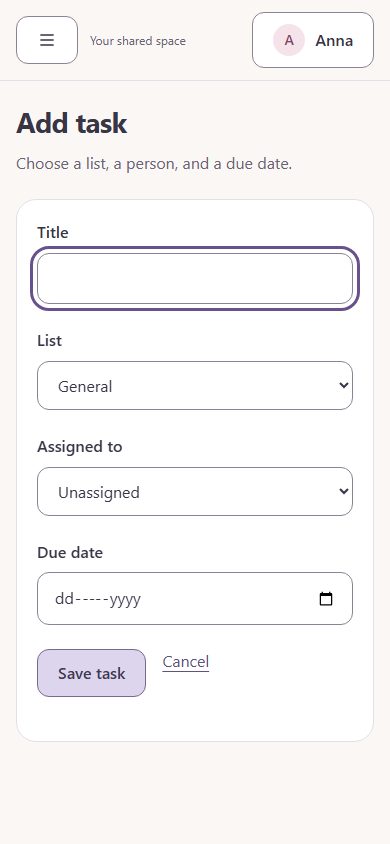 Your shared space
A
Anna
Add task
Choose a list, a person, and a due date.
Title
List
General
Assigned to
Unassigned
Due date
dd-----yyyy
Save task
Cancel